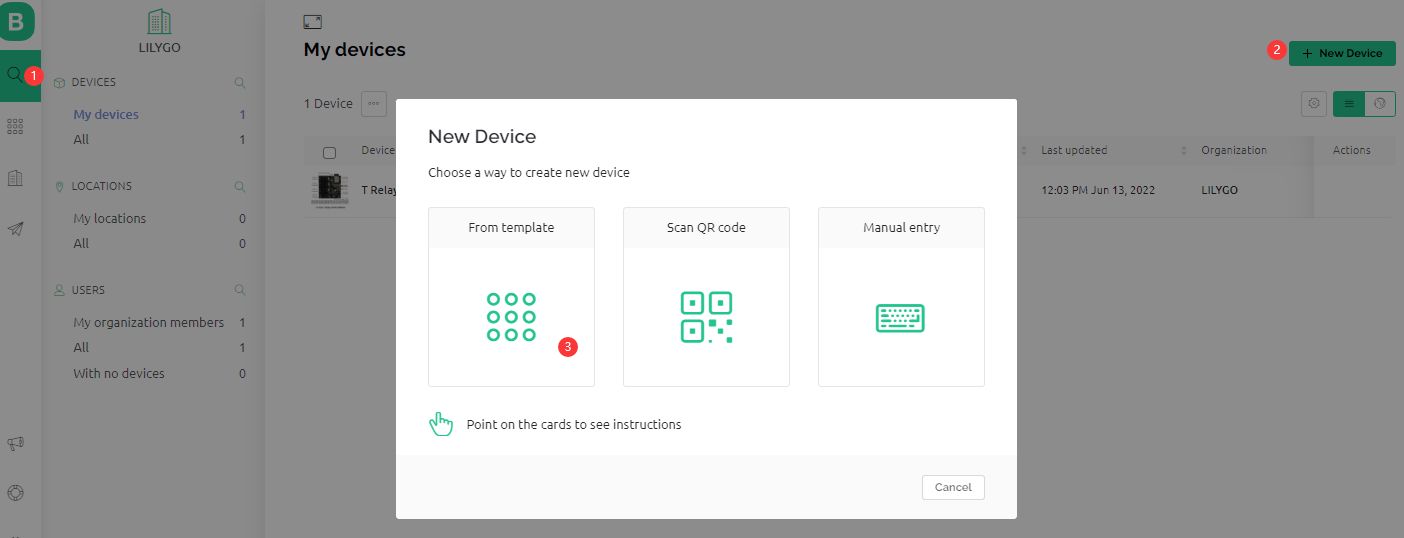 B
1
LILYGO
DEVICES
My devices 1
All 1
LOCATIONS
My locations 0
All 0
USERS
My organization members 1
All 1
With no devices 0
My devices
2
+ New Device
1 Device
Device
Last updated
Organization
Actions
T Relay
12:03 PM Jun 13, 2022
LILYGO
New Device
Choose a way to create new device
From template
Scan QR code
Manual entry
3
Point on the cards to see instructions
Cancel